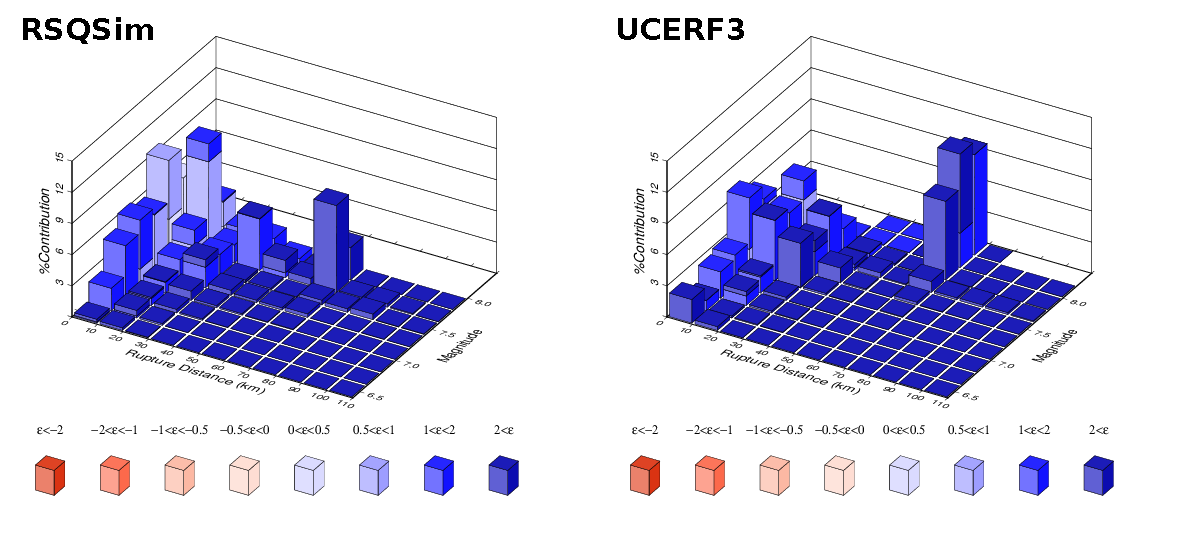 RSQSim
UCERF3
%Contribution
3
6
9
12
15
0
10
20
30
40
50
60
70
80
90
100
110
Rupture Distance (km)
6.5
7.0
7.5
8.0
Magnitude
ε<−2
−2<ε<−1
−1<ε<−0.5
−0.5<ε<0
0<ε<0.5
0.5<ε<1
1<ε<2
2<ε
%Contribution
3
6
9
12
15
0
10
20
30
40
50
60
70
80
90
100
110
Rupture Distance (km)
6.5
7.0
7.5
8.0
Magnitude
ε<−2
−2<ε<−1
−1<ε<−0.5
−0.5<ε<0
0<ε<0.5
0.5<ε<1
1<ε<2
2<ε